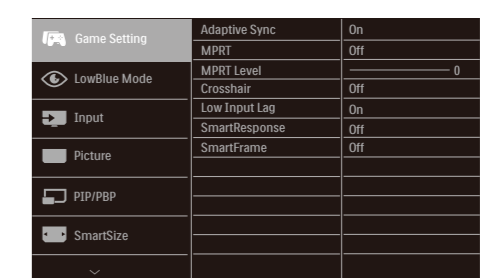 Game Setting
LowBlue Mode
Input
Picture
PIP/PBP
SmartSize
Adaptive Sync On
MPRT Off
MPRT Level 0
Crosshair Off
Low Input Lag On
SmartResponse Off
SmartFrame Off